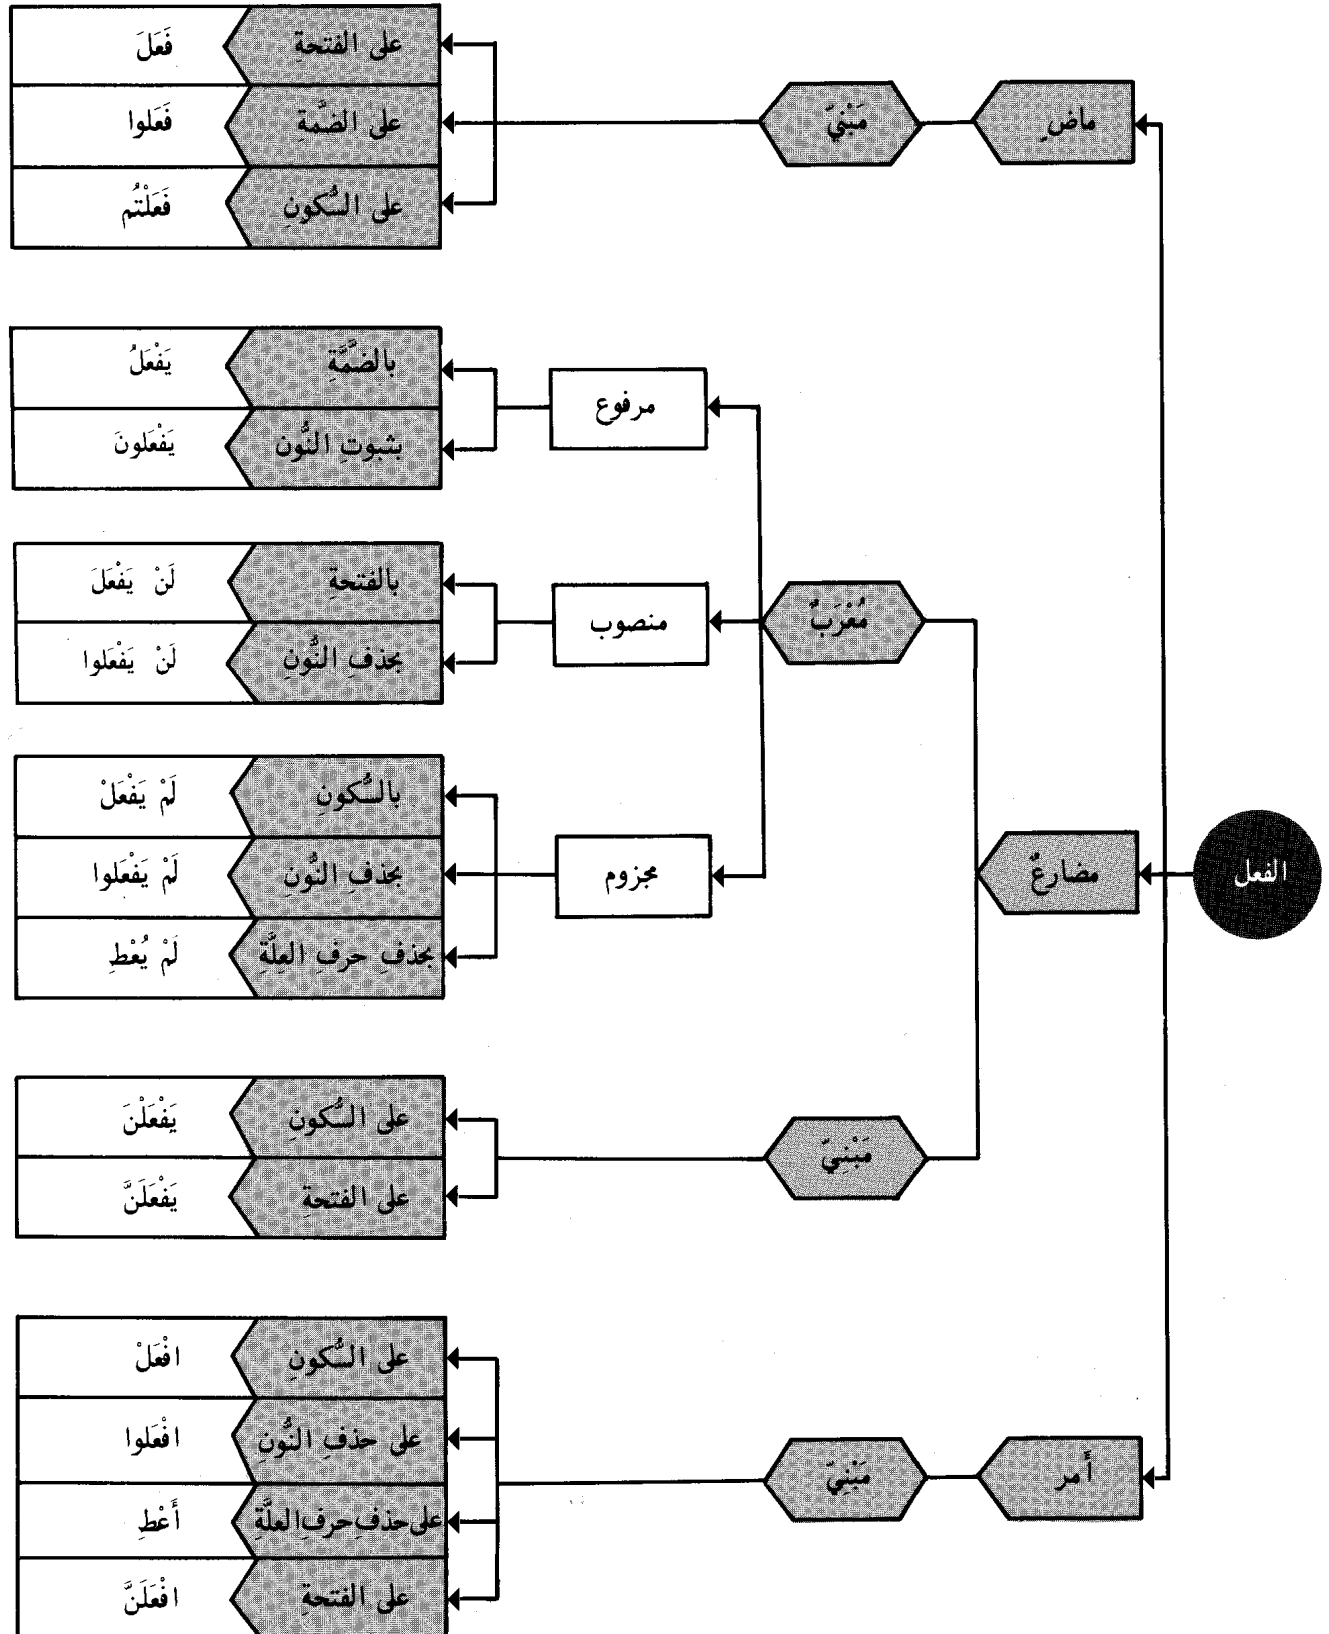 الفعل
ماضٍ
مَبْنِيّ
على الفتحةِ
فَعَلَ
على الضَّمَّةِ
فَعَلوا
على السُّكونِ
فَعَلْتُم
مضارعٌ
مُعْرَبٌ
مرفوع
بالضَّمَّةِ
يَفْعَلُ
بثبوتِ النُّون
يَفْعَلونَ
منصوب
بالفتحةِ
لَنْ يَفْعَلَ
بحذفِ النُّونِ
لَنْ يَفْعَلوا
مجزوم
بالسُّكونِ
لَمْ يَفْعَلْ
بحذفِ النُّونِ
لَمْ يَفْعَلوا
بحذفِ حرفِ العِلَّةِ
لَمْ يُعْطِ
مَبْنِيّ
على السُّكونِ
يَفْعَلْنَ
على الفتحةِ
يَفْعَلَنَّ
أمر
مَبْنِيّ
على السُّكونِ
افْعَلْ
على حذفِ النُّونِ
افْعَلوا
على حذفِ حرفِ العلَّةِ
أَعْطِ
على الفتحةِ
افْعَلَنَّ